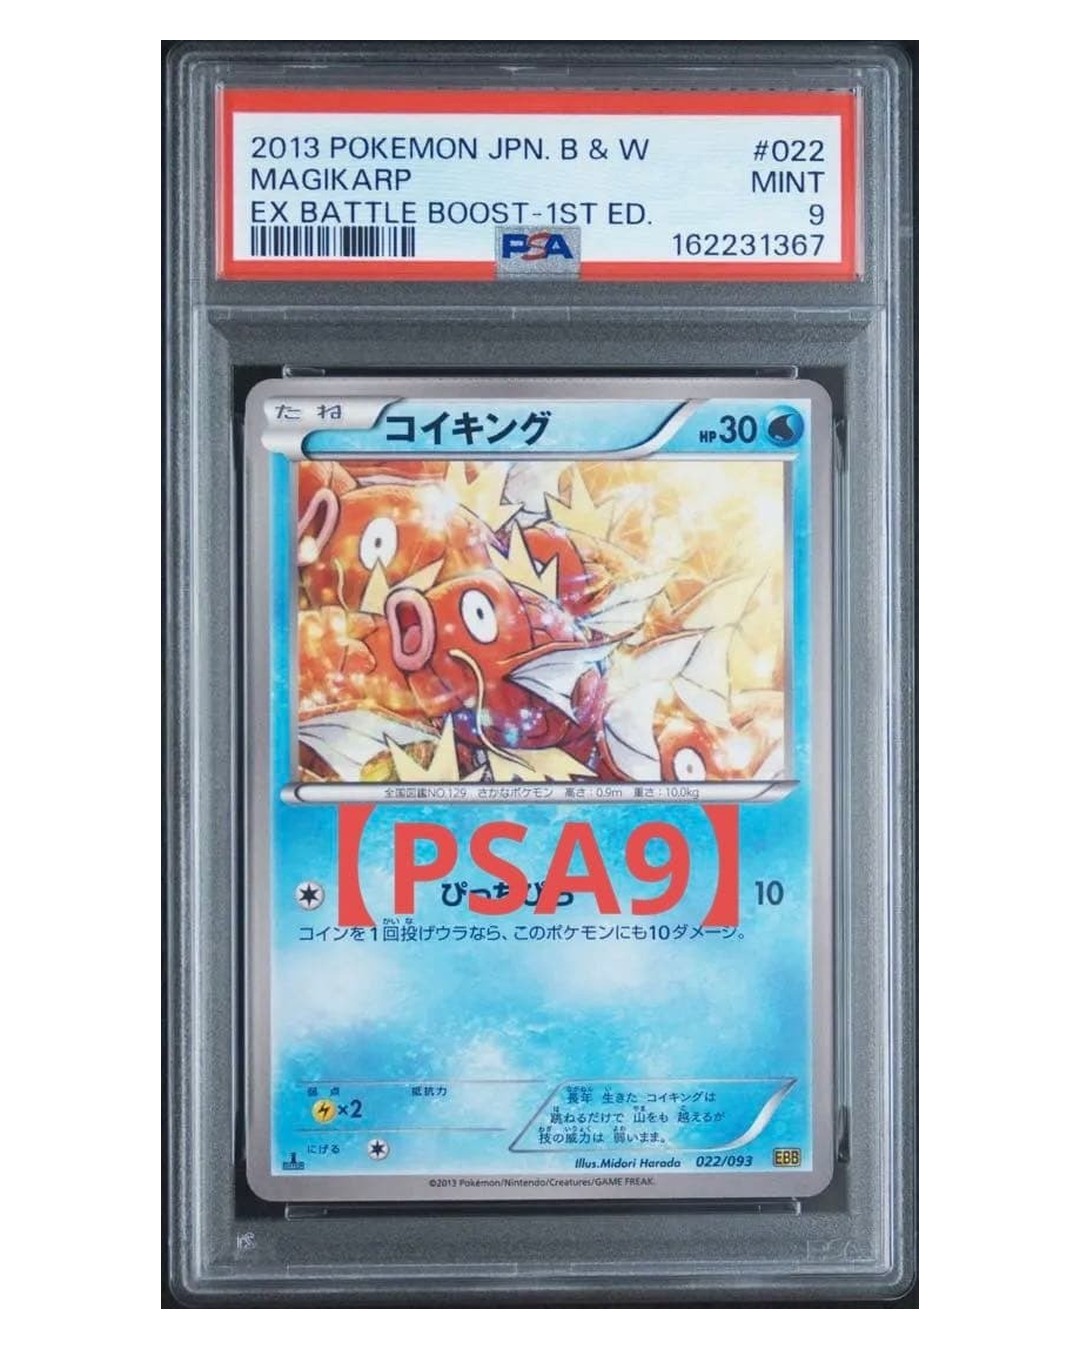 2013 POKEMON JPN. B & W #022
MAGIKARP MINT
EX BATTLE BOOST-1ST ED. 9
PSA 162231367
たね コイキング HP30
全国図鑑NO.129 さかなポケモン 高さ:0.9m 重さ:10.0kg
【PSA9】
ぴっちぴち 10
コインを1回投げウラなら、このポケモンにも10ダメージ。
弱点 抵抗力
×2
にげる
長年 生きた コイキングは
跳ねるだけで 山をも 越えるが
技の威力は 弱いまま。
Illus.Midori Harada 022/093 EBB
©2013 Pokémon/Nintendo/Creatures/GAME FREAK.